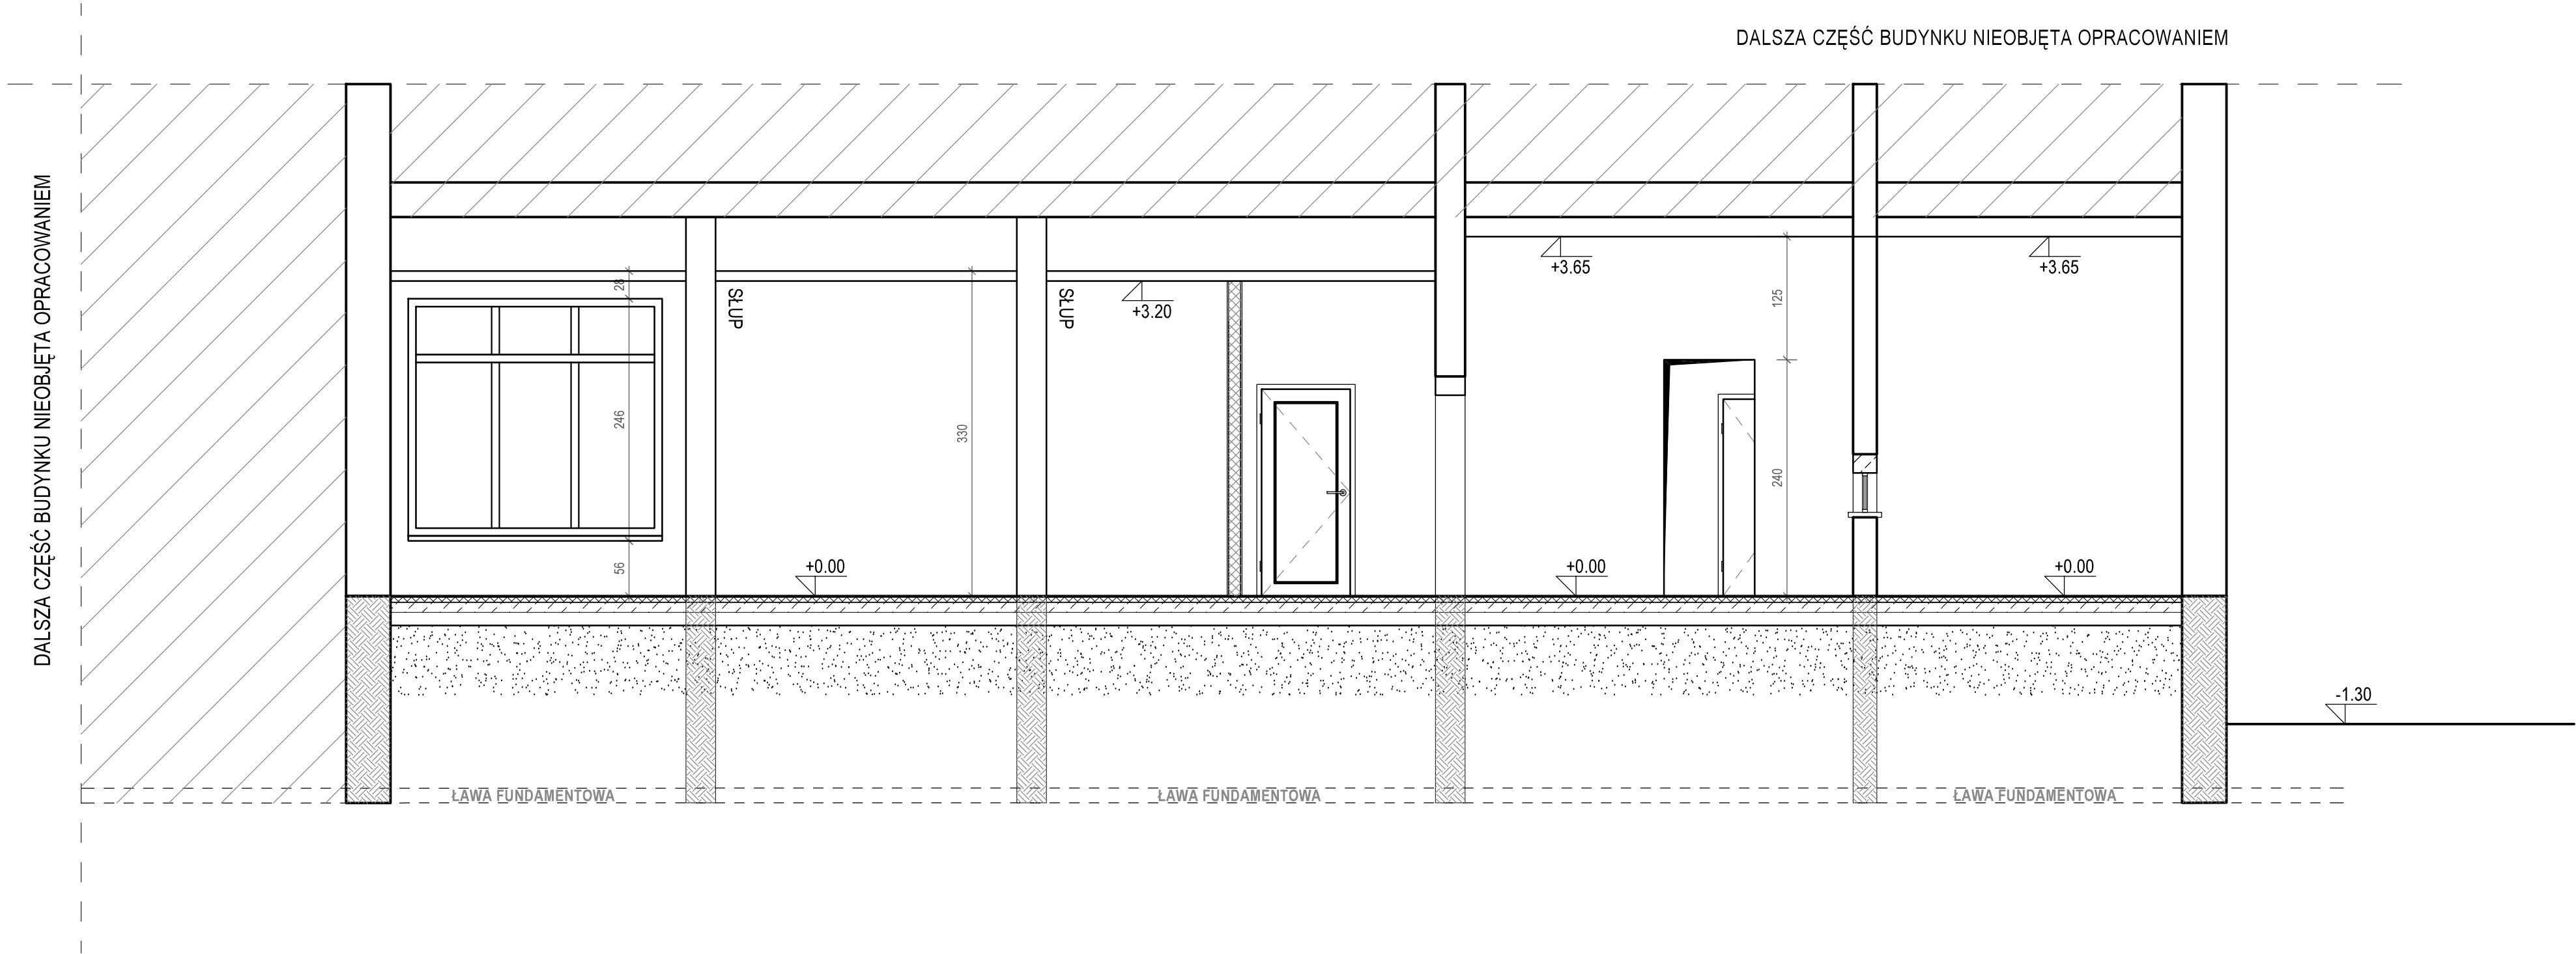 DALSZA CZĘŚĆ BUDYNKU NIEOBJĘTA OPRACOWANIEM
DALSZA CZĘŚĆ BUDYNKU NIEOBJĘTA OPRACOWANIEM
+3.65
+3.65
28
SŁUP
SŁUP
+3.20
125
246
330
240
56
+0.00
+0.00
+0.00
-1.30
ŁAWA FUNDAMENTOWA
ŁAWA FUNDAMENTOWA
ŁAWA FUNDAMENTOWA